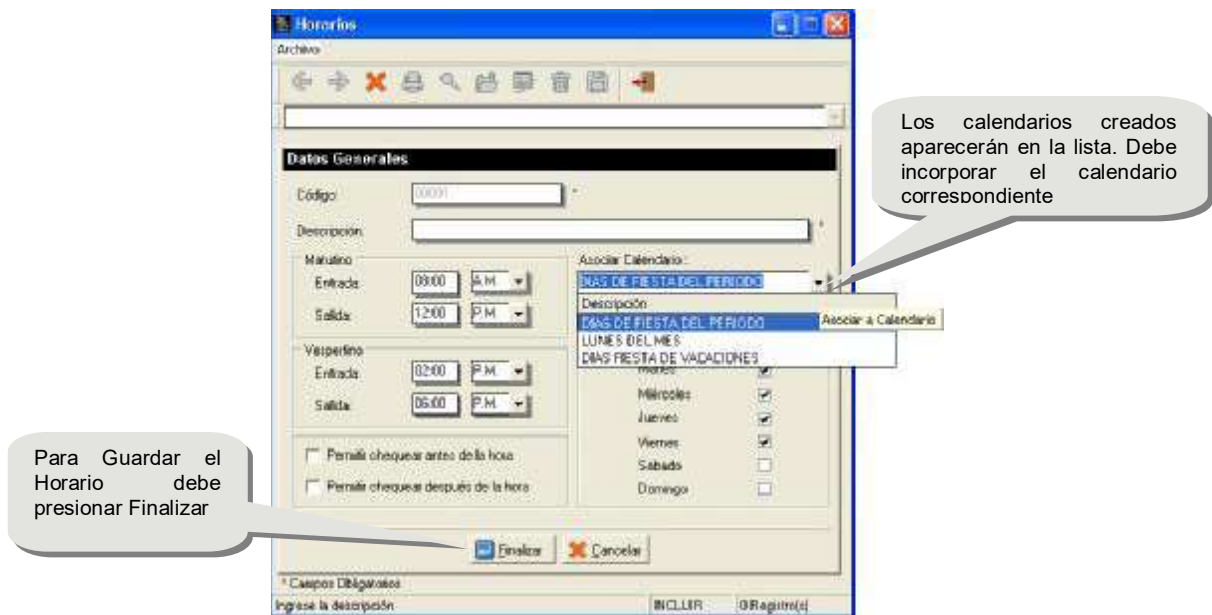 Horarios
Archivo
Datos Generales
Código:
00001
*
Descripción:
*
Matutino
Entrada
08:00 A.M.
Salida
12:00 P.M.
Vespertino
Entrada
02:00 P.M.
Salida
06:00 P.M.
Asociar Calendario:
DIAS DE FIESTA DEL PERIODO
Descripción
DIAS DE FIESTA DEL PERIODO
LUNES DEL MES
DIAS FIESTA DE VACACIONES
Asociar a Calendario
Martes
Miércoles
Jueves
Viernes
Sabado
Domingo
Permitir chequear antes de la hora
Permitir chequear después de la hora
Finalizar
Cancelar
* Campos Obligatorios
Ingrese la descripción
INCLUIR
0 Registro(s)
Los calendarios creados
aparecerán en la lista. Debe
incorporar el calendario
correspondiente
Para Guardar el
Horario debe
presionar Finalizar